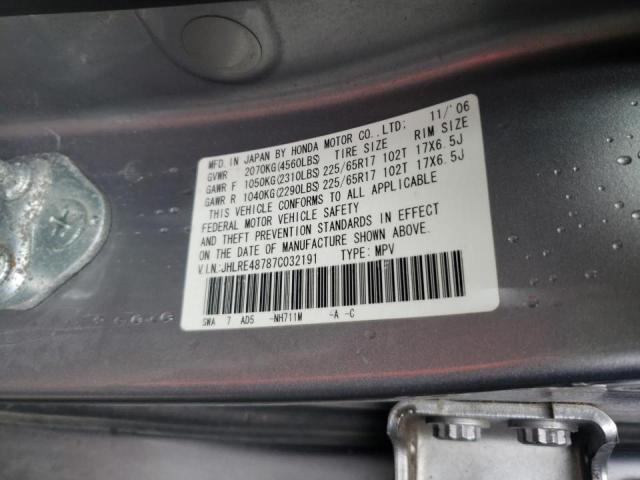 MFD. IN JAPAN BY HONDA MOTOR CO.,LTD; 11/'06
GVWR 2070KG(4560LBS) TIRE SIZE RIM SIZE
GAWR F 1050KG(2310LBS) 225/65R17 102T 17X6.5J
GAWR R 1040KG(2290LBS) 225/65R17 102T 17X6.5J
THIS VEHICLE CONFORMS TO ALL APPLICABLE
FEDERAL MOTOR VEHICLE SAFETY
AND THEFT PREVENTION STANDARDS IN EFFECT
ON THE DATE OF MANUFACTURE SHOWN ABOVE.
V.I.N.:JHLRE48787C032191 TYPE: MPV
SWA 7 AD5 -NH711M -A -C